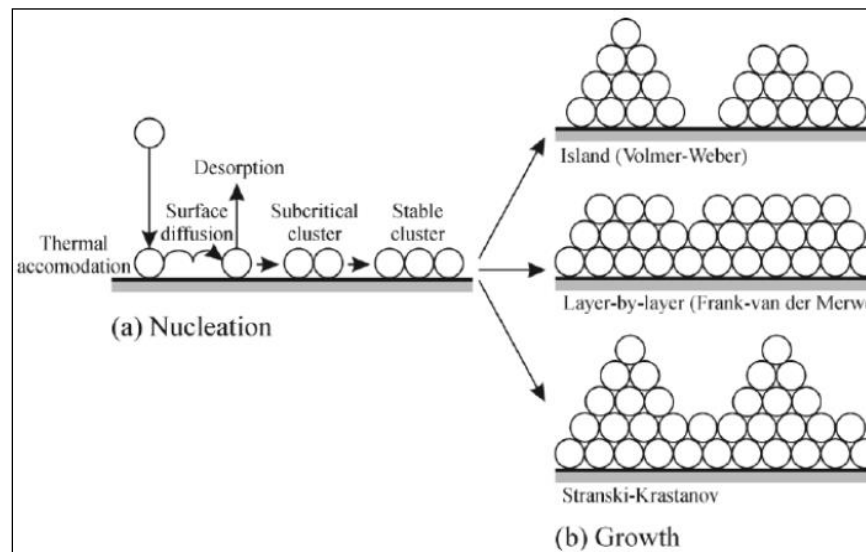 Desorption
Surface
diffusion
Subcritical
cluster
Stable
cluster
Thermal
accomodation
(a) Nucleation
Island (Volmer-Weber)
Layer-by-layer (Frank-van der Merwe
Stranski-Krastanov
(b) Growth